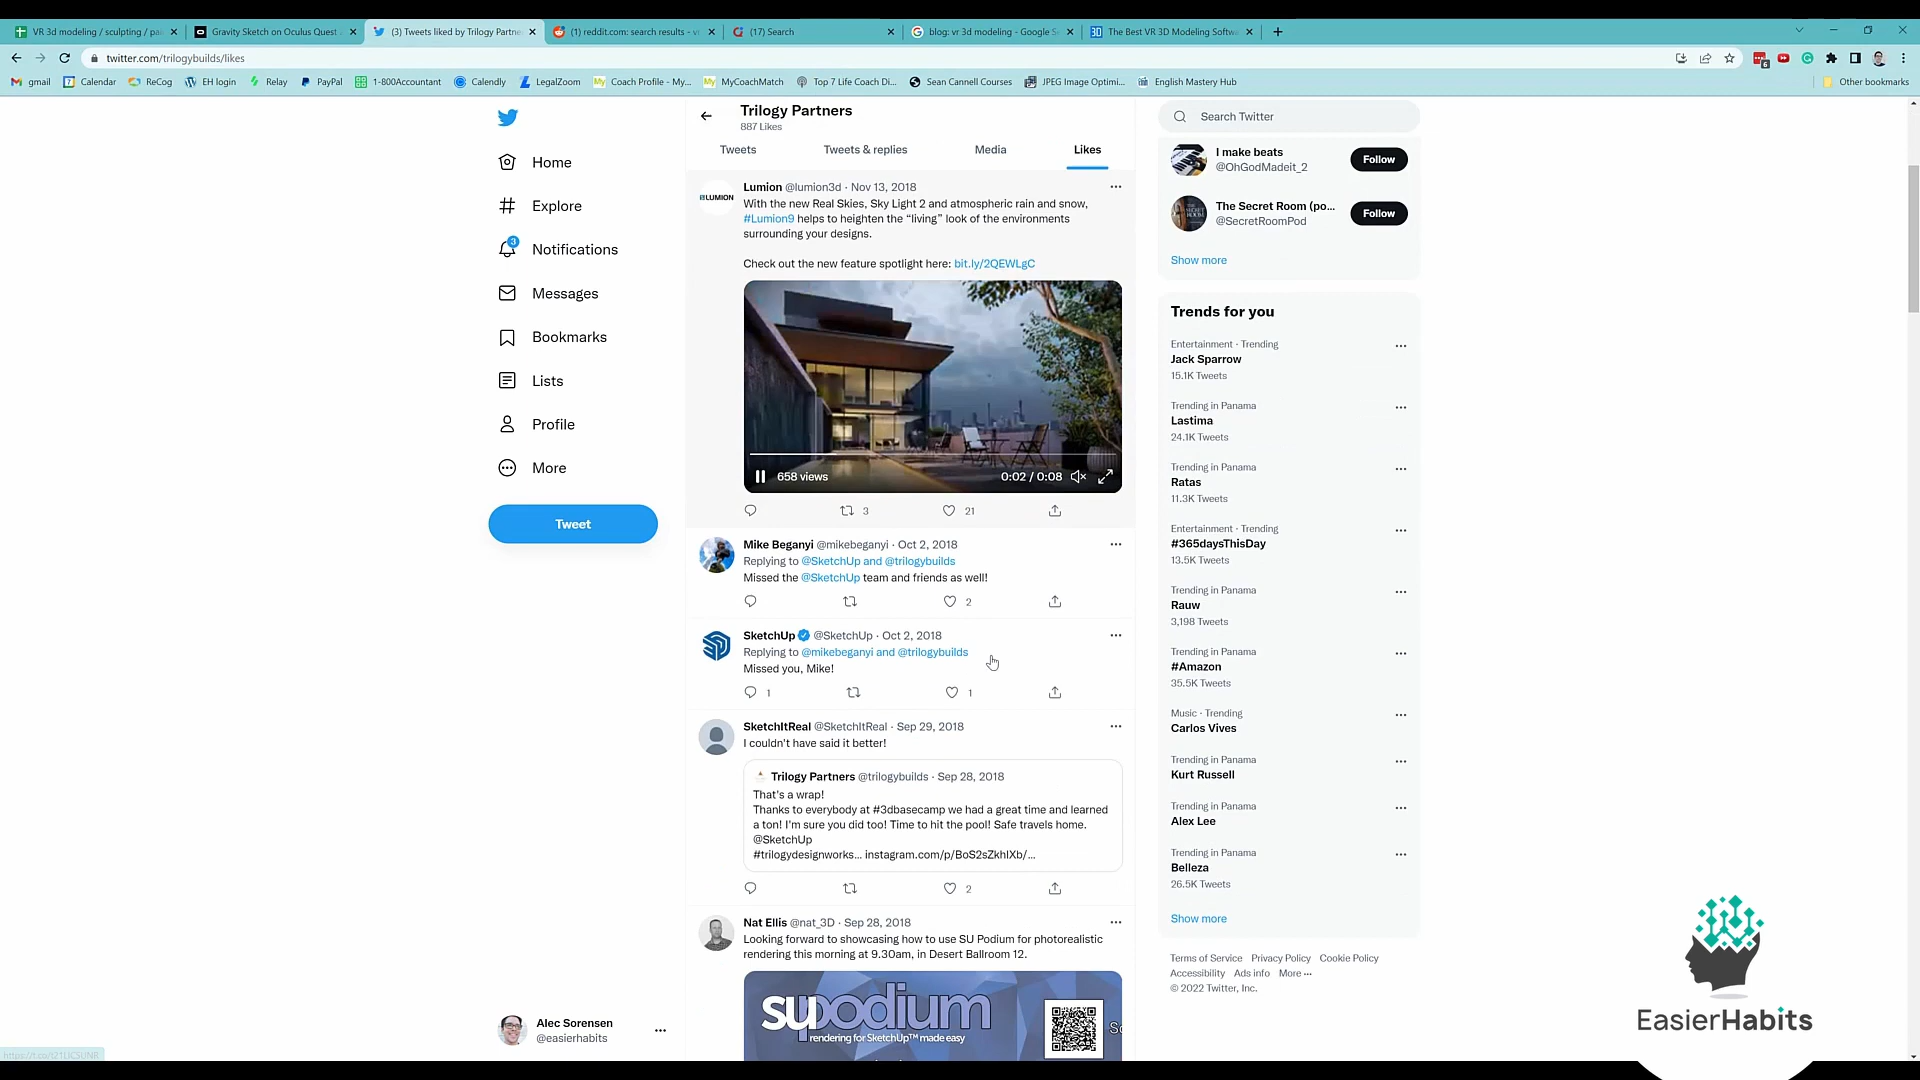 VR 3d modeling / sculpting / pai
Gravity Sketch on Oculus Quest
(3) Tweets liked by Trilogy Partne
(1) reddit.com: search results - v
(17) Search
blog: vr 3d modeling - Google S
The Best VR 3D Modeling Softw
twitter.com/trilogybuilds/likes
6
gmail
Calendar
ReCog
EH login
Relay
PayPal
1-800Accountant
Calendly
LegalZoom
Coach Profile - My...
MyCoachMatch
Top 7 Life Coach Di...
Sean Cannell Courses
JPEG Image Optimi...
English Mastery Hub
Other bookmarks
Home
Explore
3
Notifications
Messages
Bookmarks
Lists
Profile
More
Tweet
Alec Sorensen
@easierhabits
Trilogy Partners
887 Likes
Tweets
Tweets & replies
Media
Likes
LUMION
Lumion @lumion3d · Nov 13, 2018
With the new Real Skies, Sky Light 2 and atmospheric rain and snow,
#Lumion9 helps to heighten the “living” look of the environments
surrounding your designs.
Check out the new feature spotlight here: bit.ly/2QEWLgC
658 views
0:02 / 0:08
3
21
Mike Beganyi @mikebeganyi · Oct 2, 2018
Replying to @SketchUp and @trilogybuilds
Missed the @SketchUp team and friends as well!
2
SketchUp @SketchUp · Oct 2, 2018
Replying to @mikebeganyi and @trilogybuilds
Missed you, Mike!
1
1
SketchItReal @SketchItReal · Sep 29, 2018
I couldn't have said it better!
Trilogy Partners @trilogybuilds · Sep 28, 2018
That's a wrap!
Thanks to everybody at #3dbasecamp we had a great time and learned
a ton! I'm sure you did too! Time to hit the pool! Safe travels home.
@SketchUp
#trilogydesignworks... instagram.com/p/BoS2sZkhIXb/...
2
Nat Ellis @nat_3D · Sep 28, 2018
Looking forward to showcasing how to use SU Podium for photorealistic
rendering this morning at 9.30am, in Desert Ballroom 12.
supodium
rendering for SketchUp™ made easy
Search Twitter
I make beats
@OhGodMadeit_2
Follow
The Secret Room (po...
@SecretRoomPod
Follow
Show more
Trends for you
Entertainment · Trending
Jack Sparrow
15.1K Tweets
Trending in Panama
Lastima
24.1K Tweets
Trending in Panama
Ratas
11.3K Tweets
Entertainment · Trending
#365daysThisDay
13.5K Tweets
Trending in Panama
Rauw
3,198 Tweets
Trending in Panama
#Amazon
35.5K Tweets
Music · Trending
Carlos Vives
Trending in Panama
Kurt Russell
Trending in Panama
Alex Lee
Trending in Panama
Belleza
26.5K Tweets
Show more
Terms of Service Privacy Policy Cookie Policy
Accessibility Ads info More ···
© 2022 Twitter, Inc.
EasierHabits